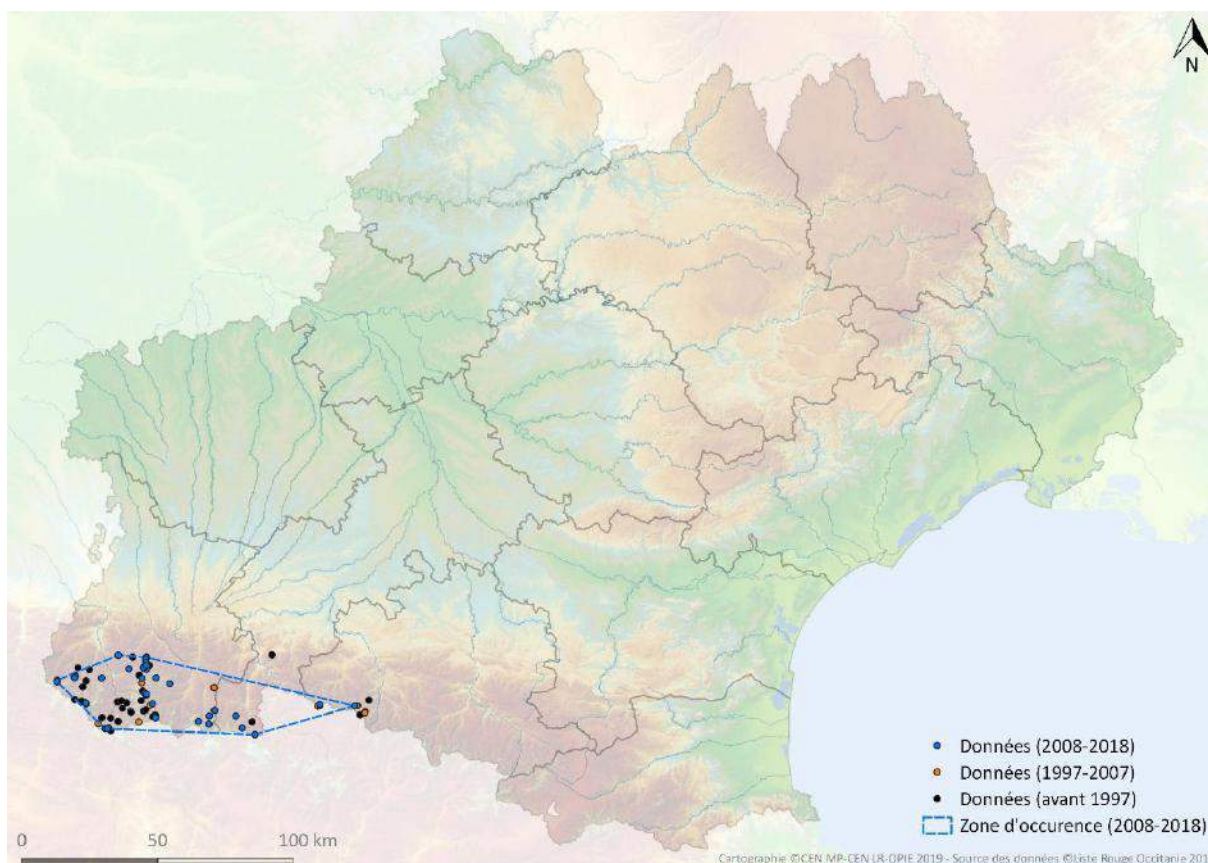 N
Données (2008-2018)
Données (1997-2007)
Données (avant 1997)
Zone d'occurence (2008-2018)
0 50 100 km
Cartographie ©CEN MP-CEN LR-OPIE 2019 - Source des données ©Liste Rouge Occitanie 201